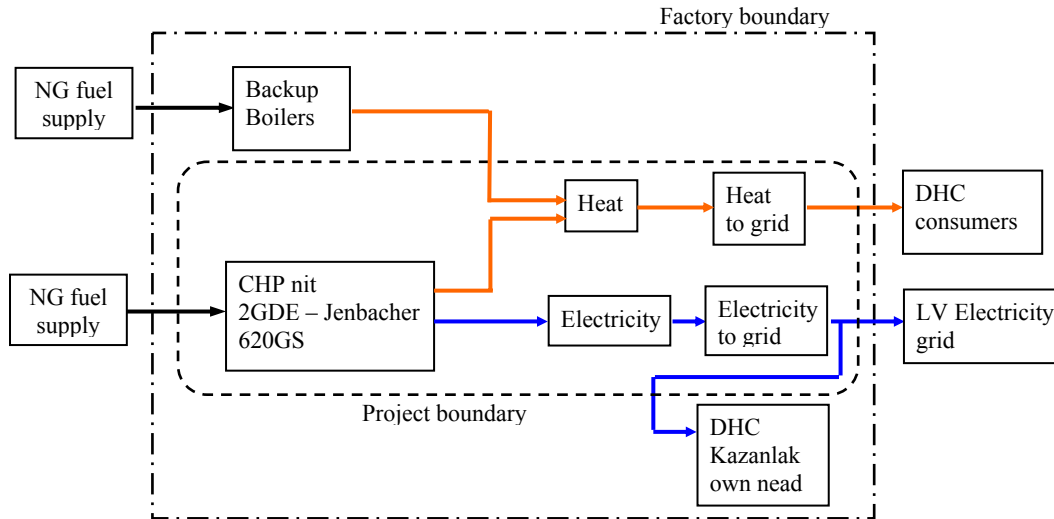 Factory boundary
NG fuel
supply
Backup
Boilers
Heat
Heat
to grid
DHC
consumers
NG fuel
supply
CHP nit
2GDE – Jenbacher
620GS
Electricity
Electricity
to grid
LV Electricity
grid
Project boundary
DHC
Kazanlak
own nead